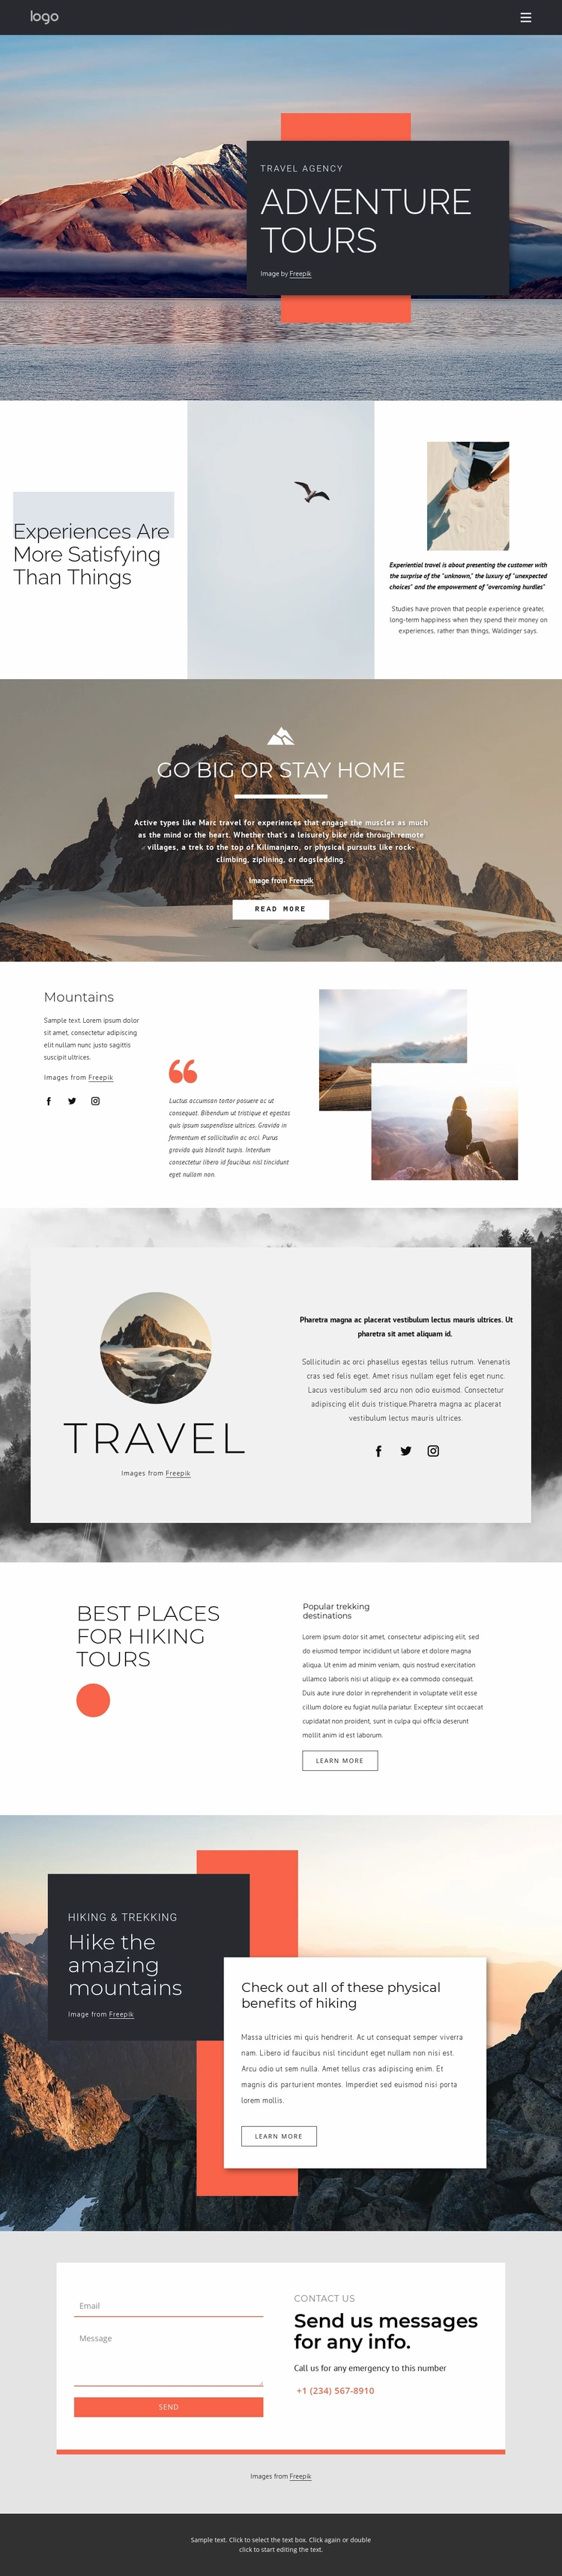 logo
TRAVEL AGENCY
ADVENTURE
TOURS
Image by Freepik
Experiences Are
More Satisfying
Than Things
Experiential travel is about presenting the customer with
the surprise of the "unknown," the luxury of "unexpected
choices" and the empowerment of "overcoming hurdles"
Studies have proven that people experience greater,
long-term happiness when they spend their money on
experiences, rather than things, Waldinger says.
GO BIG OR STAY HOME
Active types like Marc travel for experiences that engage the muscles as much
as the mind or the heart. Whether that's a leisurely bike ride through remote
villages, a trek to the top of Kilimanjaro, or physical pursuits like rock-
climbing, ziplining, or dogsledding.
Image from Freepik
READ MORE
Mountains
Sample text. Lorem ipsum dolor
sit amet, consectetur adipiscing
elit nullam nunc justo sagittis
suscipit ultrices.
Images from Freepik
Luctus accumsan tortor posuere ac ut
consequat. Bibendum ut tristique et egestas
quis ipsum suspendisse ultrices. Gravida in
fermentum et sollicitudin ac orci. Purus
gravida quis blandit turpis. Interdum
consectetur libero id faucibus nisl tincidunt
eget nullam non.
TRAVEL
Images from Freepik
Pharetra magna ac placerat vestibulum lectus mauris ultrices. Ut
pharetra sit amet aliquam id.
Sollicitudin ac orci phasellus egestas tellus rutrum. Venenatis
cras sed felis eget. Amet risus nullam eget felis eget nunc.
Lacus vestibulum sed arcu non odio euismod. Consectetur
adipiscing elit duis tristique.Pharetra magna ac placerat
vestibulum lectus mauris ultrices.
BEST PLACES
FOR HIKING
TOURS
Popular trekking
destinations
Lorem ipsum dolor sit amet, consectetur adipiscing elit, sed
do eiusmod tempor incididunt ut labore et dolore magna
aliqua. Ut enim ad minim veniam, quis nostrud exercitation
ullamco laboris nisi ut aliquip ex ea commodo consequat.
Duis aute irure dolor in reprehenderit in voluptate velit esse
cillum dolore eu fugiat nulla pariatur. Excepteur sint occaecat
cupidatat non proident, sunt in culpa qui officia deserunt
mollit anim id est laborum.
LEARN MORE
HIKING & TREKKING
Hike the
amazing
mountains
Image from Freepik
Check out all of these physical
benefits of hiking
Massa ultricies mi quis hendrerit. Ac ut consequat semper viverra
nam. Libero id faucibus nisl tincidunt eget nullam non nisi est.
Arcu odio ut sem nulla. Amet tellus cras adipiscing enim. Et
magnis dis parturient montes. Imperdiet sed euismod nisi porta
lorem mollis.
LEARN MORE
Email
Message
SEND
CONTACT US
Send us messages
for any info.
Call us for any emergency to this number
+1 (234) 567-8910
Images from Freepik
Sample text. Click to select the text box. Click again or double
click to start editing the text.